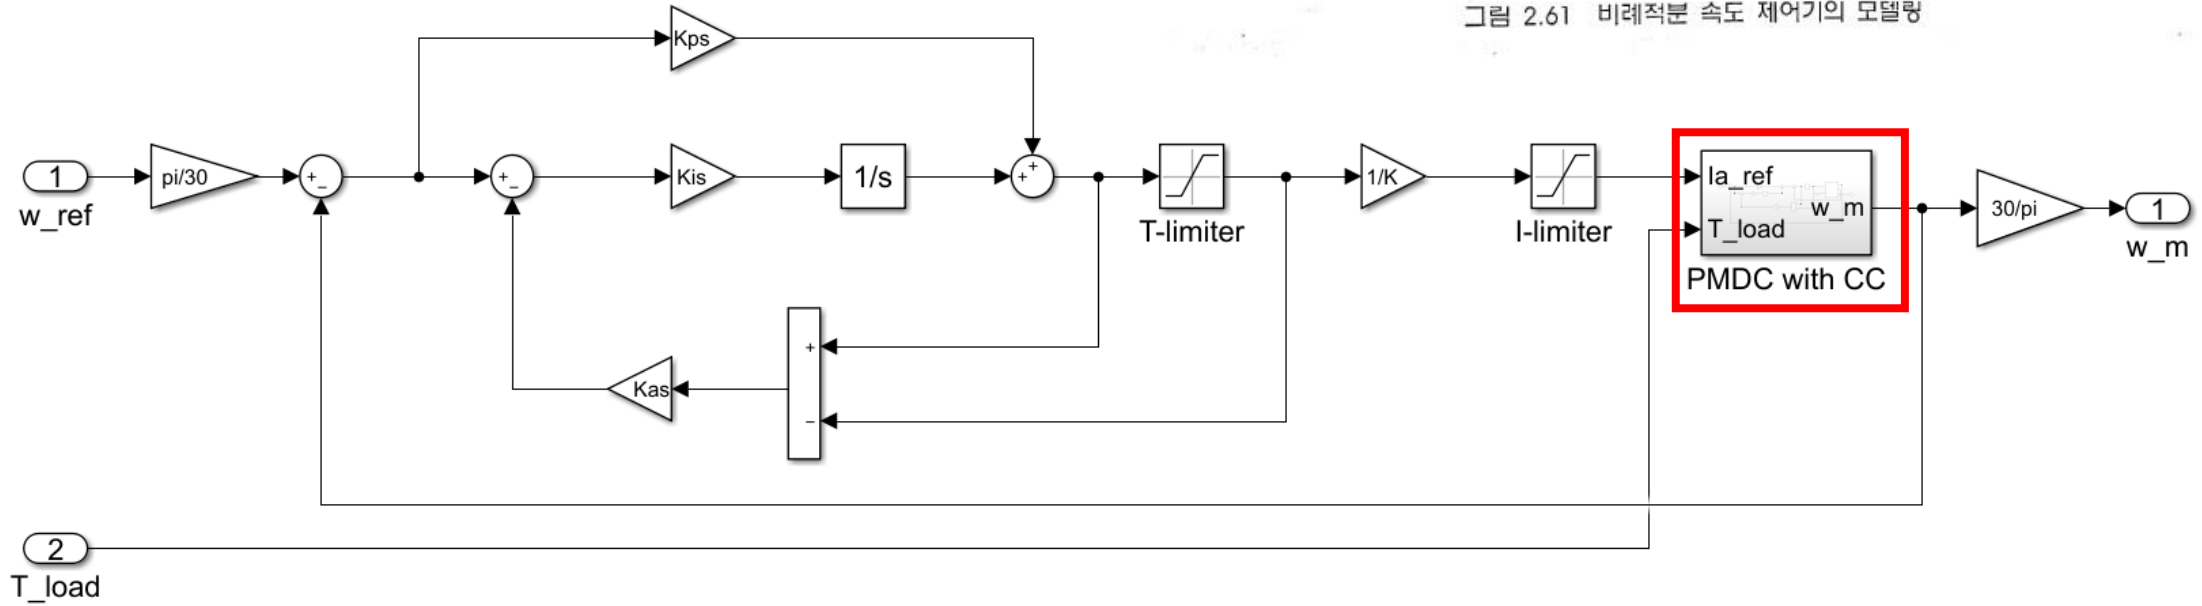 그림 2.61 비례적분 속도 제어기의 모델링
Kps
1
w_ref
pi/30
+
−
+
−
Kis
1/s
+
+
T-limiter
1/K
I-limiter
Ia_ref
w_m
T_load
PMDC with CC
30/pi
1
w_m
Kas
+
−
2
T_load